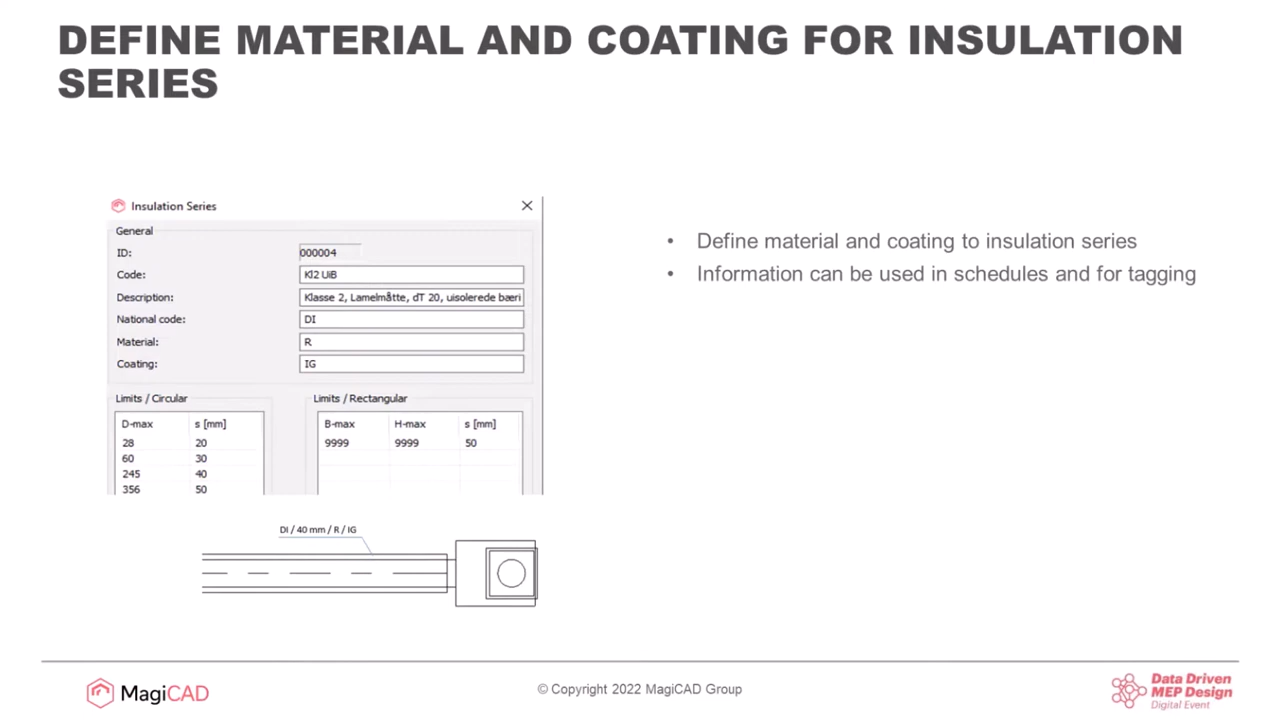 DEFINE MATERIAL AND COATING FOR INSULATION
SERIES
Insulation Series
General
ID: 000004
Code: Kl2 UiB
Description: Klasse 2, Lamelmåtte, dT 20, uisolerede bæri
National code: DI
Material: R
Coating: IG
Limits / Circular
D-max s [mm]
28 20
60 30
245 40
356 50
Limits / Rectangular
B-max H-max s [mm]
9999 9999 50
DI / 40 mm / R / IG
• Define material and coating to insulation series
• Information can be used in schedules and for tagging
MagiCAD
© Copyright 2022 MagiCAD Group
Data Driven
MEP Design
Digital Event